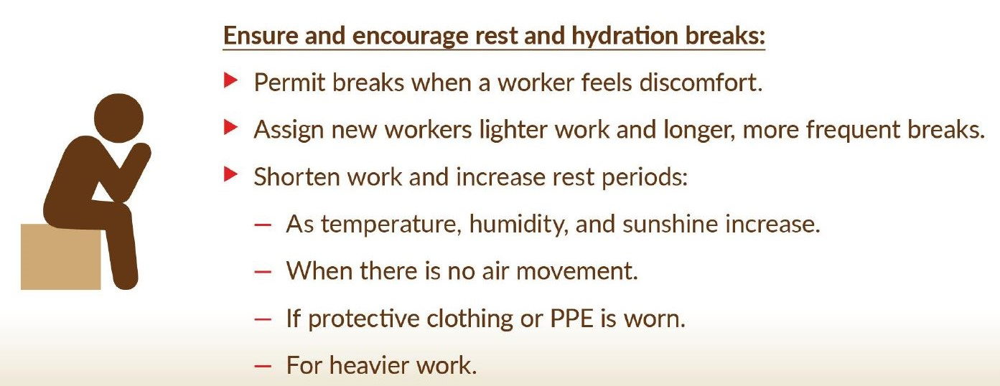 Ensure and encourage rest and hydration breaks:
▶ Permit breaks when a worker feels discomfort.
▶ Assign new workers lighter work and longer, more frequent breaks.
▶ Shorten work and increase rest periods:
— As temperature, humidity, and sunshine increase.
— When there is no air movement.
— If protective clothing or PPE is worn.
— For heavier work.